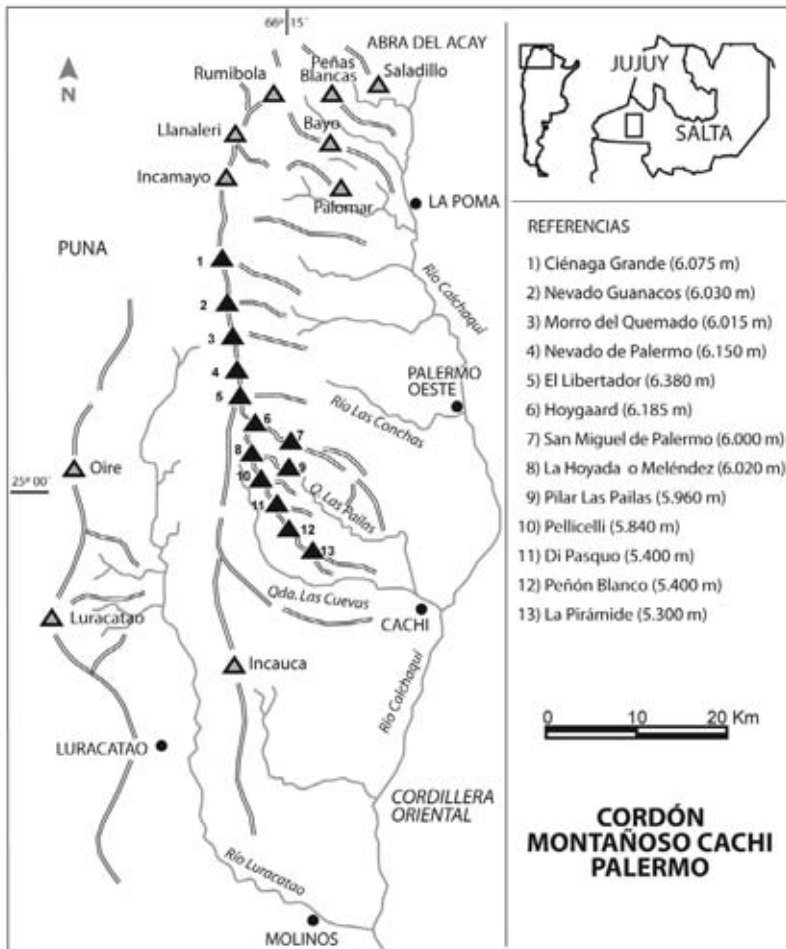 66º 15´
ABRA DEL ACAY
N
Rumibola
Peñas
Blancas
Saladillo
Llanaleri
Bayo
Incamayo
Palomar
LA POMA
PUNA
Río Calchaquí
1
2
3
4
5
6
7
8
9
10
11
12
13
PALERMO
OESTE
Río Las Conchas
Oire
25º 00´
Q. Las Pailas
Qda. Las Cuevas
CACHI
Luracatao
Incauca
Río Calchaquí
LURACATAO
CORDILLERA
ORIENTAL
Río Luracatao
MOLINOS
JUJUY
SALTA
REFERENCIAS
1) Ciénaga Grande (6.075 m)
2) Nevado Guanacos (6.030 m)
3) Morro del Quemado (6.015 m)
4) Nevado de Palermo (6.150 m)
5) El Libertador (6.380 m)
6) Hoygaard (6.185 m)
7) San Miguel de Palermo (6.000 m)
8) La Hoyada o Meléndez (6.020 m)
9) Pilar Las Pailas (5.960 m)
10) Pellicelli (5.840 m)
11) Di Pasquo (5.400 m)
12) Peñón Blanco (5.400 m)
13) La Pirámide (5.300 m)
0 10 20 Km
CORDÓN
MONTAÑOSO CACHI
PALERMO